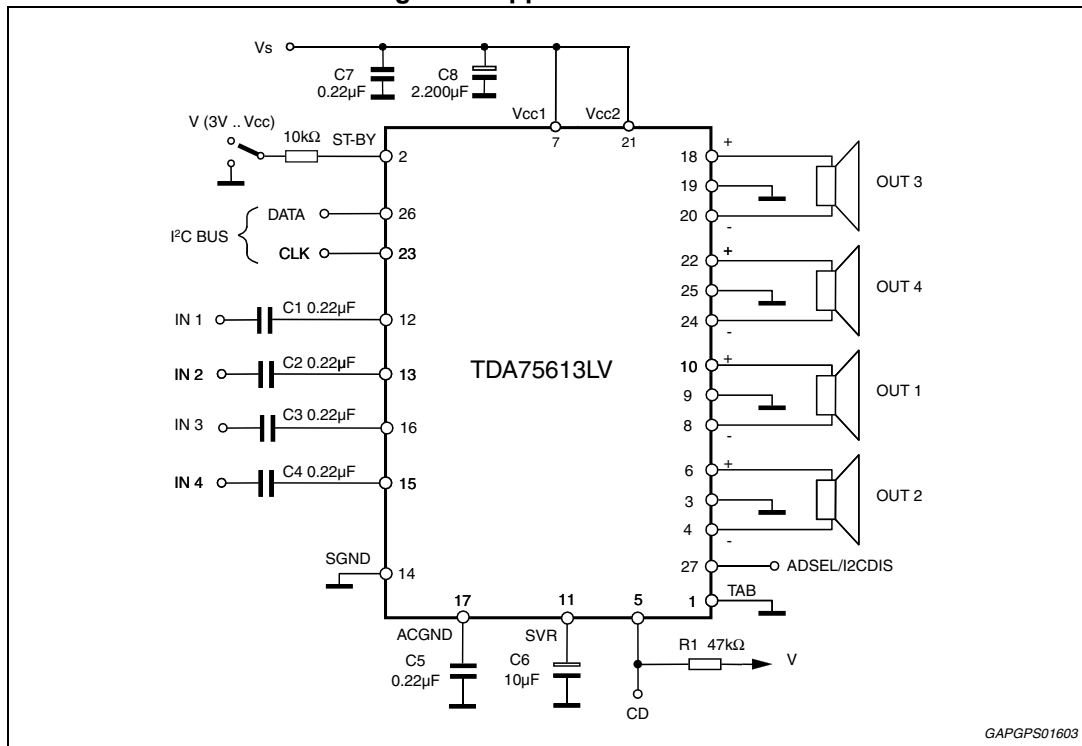 Vs
C7
0.22µF
C8
2.200µF
Vcc1
Vcc2
7
21
V (3V .. Vcc)
10kΩ
ST-BY
2
I²C BUS
DATA
26
CLK
23
IN 1
C1 0.22µF
12
IN 2
C2 0.22µF
13
IN 3
C3 0.22µF
16
IN 4
C4 0.22µF
15
SGND
14
TDA75613LV
18
+
19
20
-
OUT 3
22
+
25
24
-
OUT 4
10
+
9
8
-
OUT 1
6
+
3
4
-
OUT 2
27
ADSEL/I2CDIS
1
TAB
17
ACGND
C5
0.22µF
11
SVR
C6
10µF
5
R1 47kΩ
V
CD
GAPGPS01603